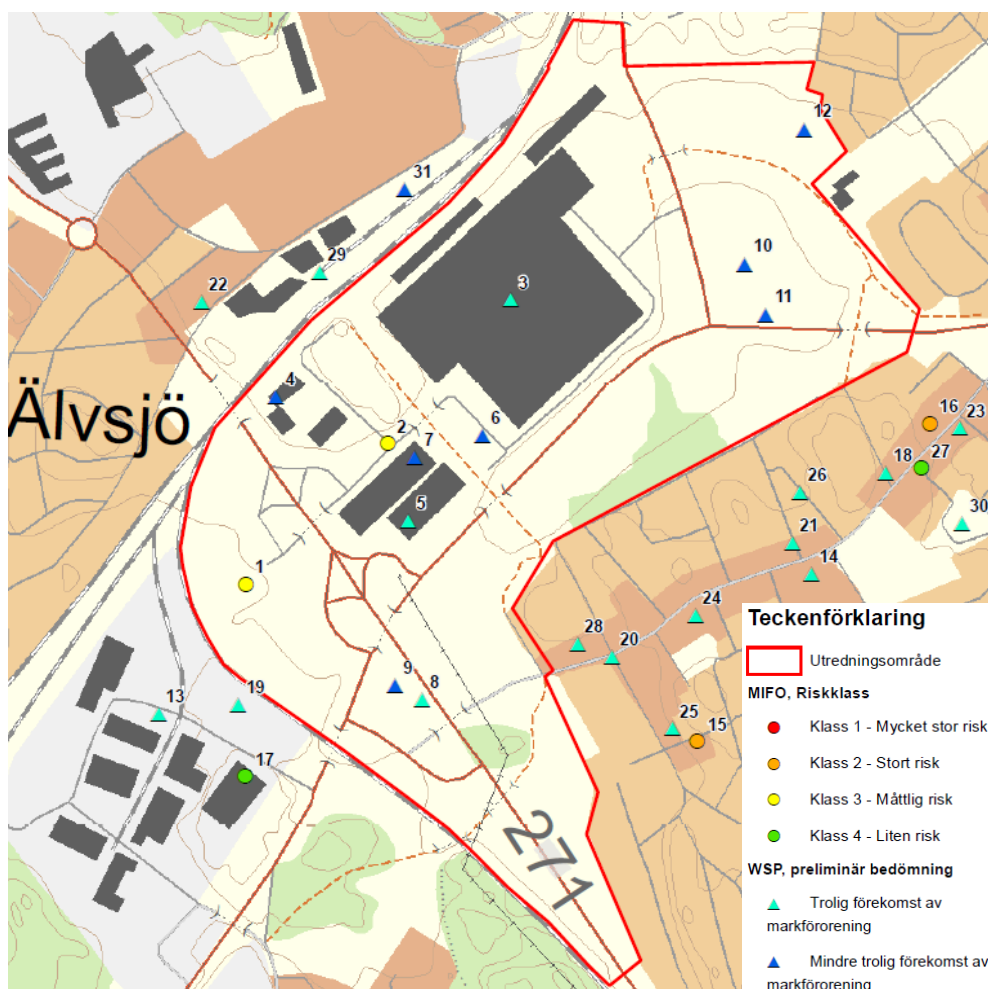 12
31
10
29
22
3
11
4
16
23
2
6
Älvsjö
7
27
18
26
5
30
21
14
1
24
28
20
9
8
19
13
25
15
17
271
Teckenförklaring
Utredningsområde
MIFO, Riskklass
Klass 1 - Mycket stor risk
Klass 2 - Stort risk
Klass 3 - Måttlig risk
Klass 4 - Liten risk
WSP, preliminär bedömning
Trolig förekomst av
markförorening
Mindre trolig förekomst av
markförorening